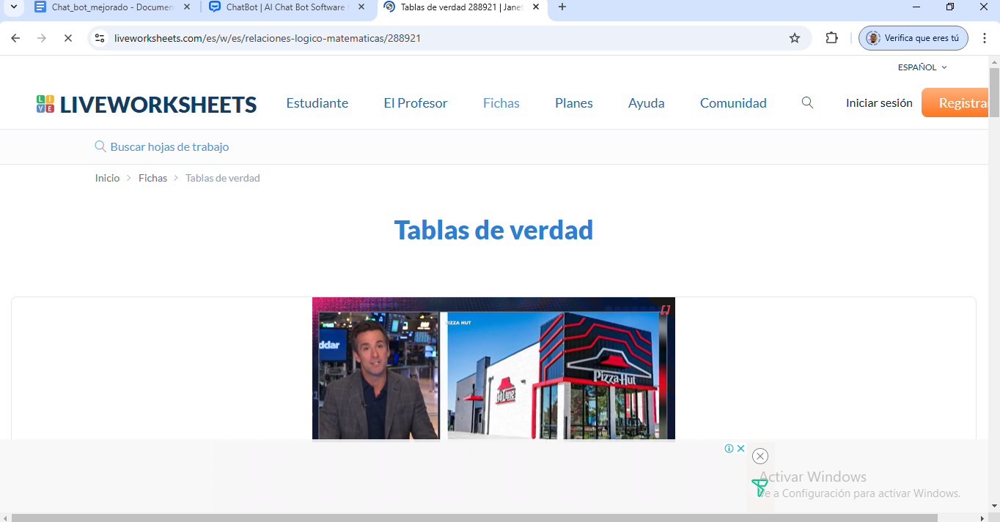 Chat_bot_mejorado - Documen
ChatBot | AI Chat Bot Software
Tablas de verdad 288921 | Janet
liveworksheets.com/es/w/es/relaciones-logico-matematicas/288921
Verifica que eres tú
ESPAÑOL
LIVE
LIVEWORKSHEETS
Estudiante
El Profesor
Fichas
Planes
Ayuda
Comunidad
Iniciar sesión
Registra
Buscar hojas de trabajo
Inicio > Fichas > Tablas de verdad
Tablas de verdad
PIZZA HUT
ddar
Pizza Hut
Activar Windows
Ve a Configuración para activar Windows.